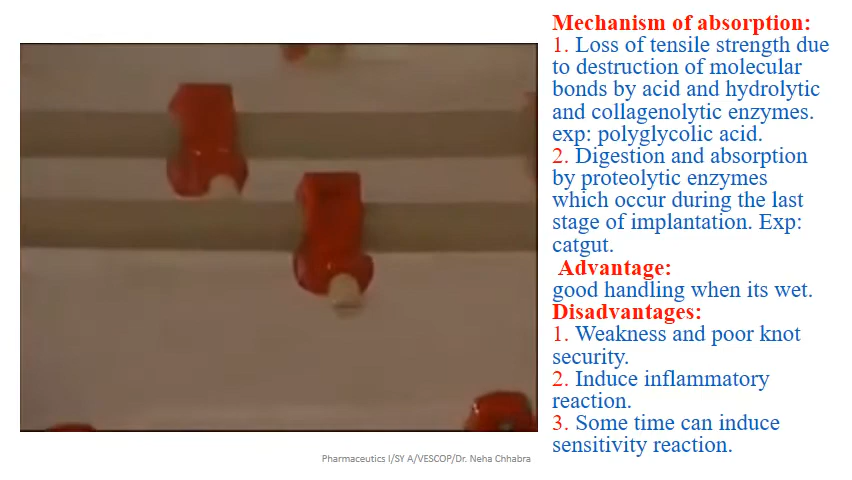 Mechanism of absorption:
1. Loss of tensile strength due
to destruction of molecular
bonds by acid and hydrolytic
and collagenolytic enzymes.
exp: polyglycolic acid.
2. Digestion and absorption
by proteolytic enzymes
which occur during the last
stage of implantation. Exp:
catgut.
Advantage:
good handling when its wet.
Disadvantages:
1. Weakness and poor knot
security.
2. Induce inflammatory
reaction.
3. Some time can induce
sensitivity reaction.
Pharmaceutics I/SY A/VESCOP/Dr. Neha Chhabra